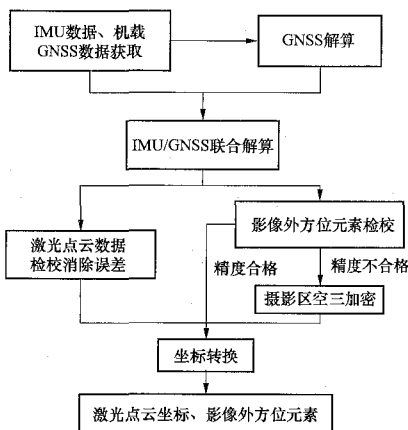 IMU数据、机载
GNSS数据获取
GNSS解算
IMU/GNSS联合解算
激光点云数据
检校消除误差
影像外方位元素检校
精度合格
精度不合格
摄影区空三加密
坐标转换
激光点云坐标、影像外方位元素